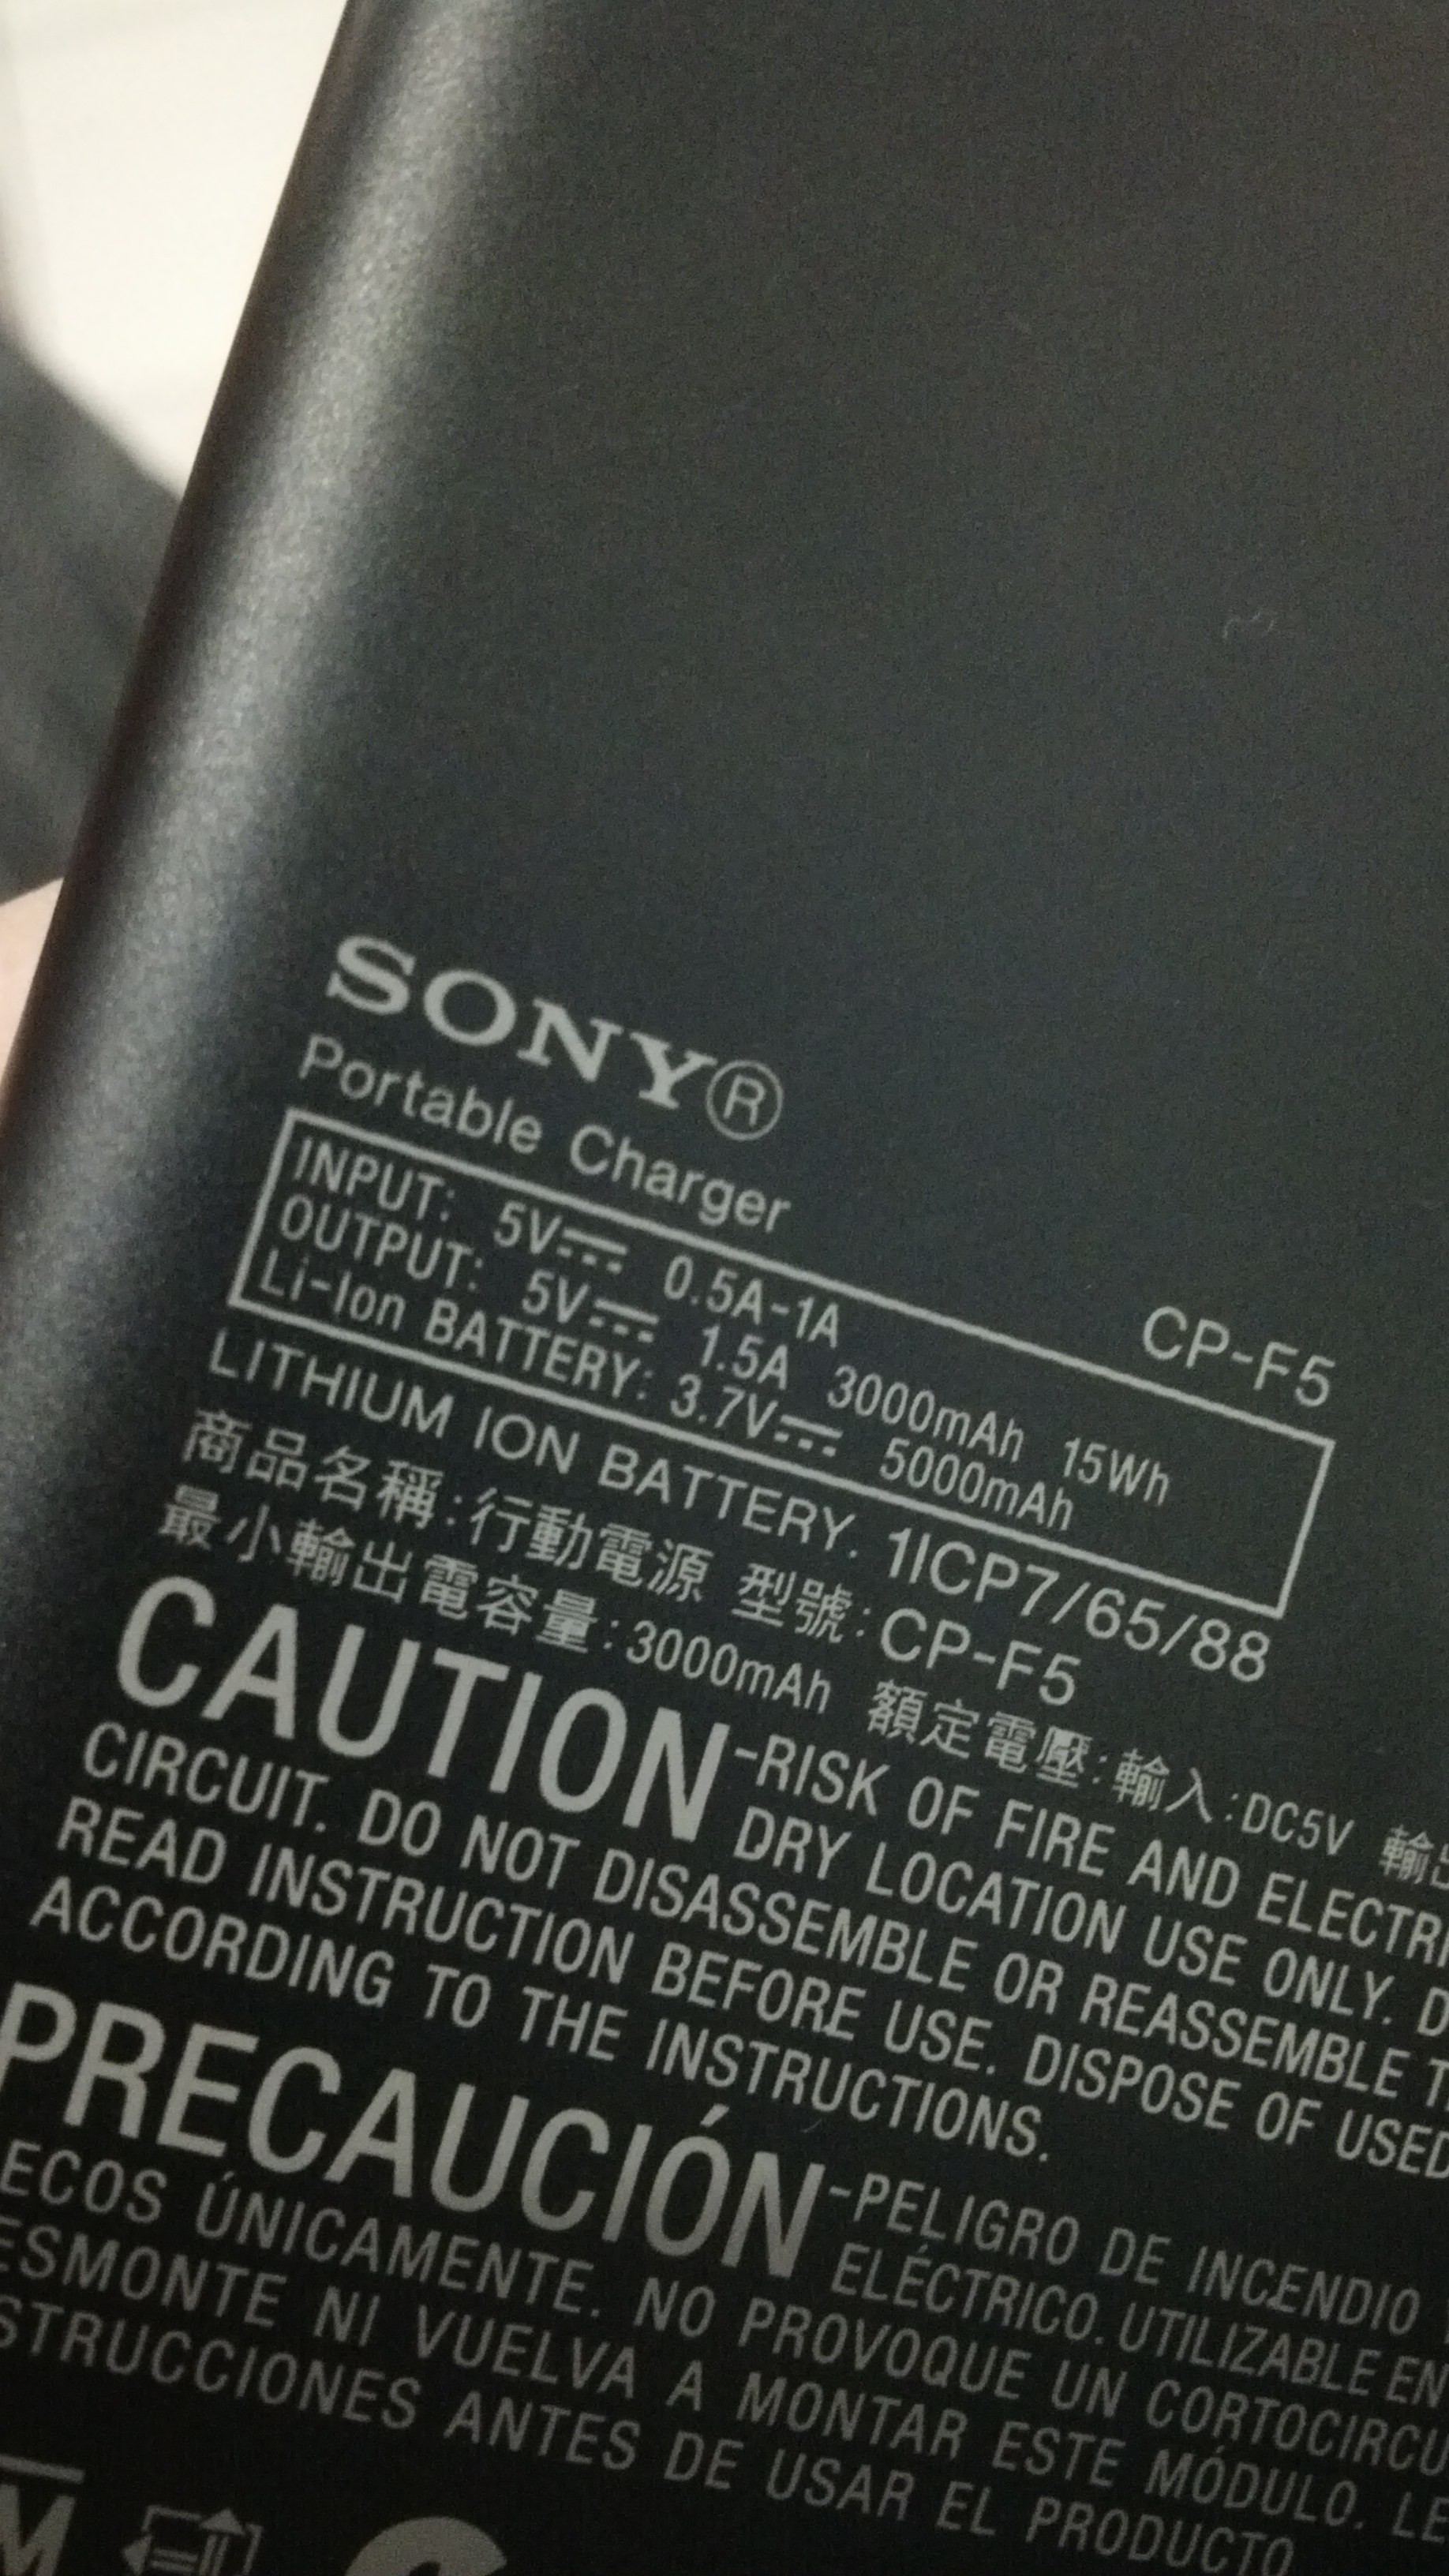 SONY®
Portable Charger
CP-F5
INPUT: 5V⎓ 0.5A-1A
OUTPUT: 5V⎓ 1.5A 3000mAh 15Wh
Li-Ion BATTERY: 3.7V⎓ 5000mAh
LITHIUM ION BATTERY. 1ICP7/65/88
商品名稱:行動電源 型號:CP-F5
最小輸出電容量:3000mAh 額定電壓:輸入:DC5V 輸出
CAUTION-RISK OF FIRE AND ELECTRI
DRY LOCATION USE ONLY. D
CIRCUIT. DO NOT DISASSEMBLE OR REASSEMBLE T
READ INSTRUCTION BEFORE USE. DISPOSE OF USED
ACCORDING TO THE INSTRUCTIONS.
PRECAUCIÓN-PELIGRO DE INCENDIO
ELÉCTRICO. UTILIZABLE EN
ECOS ÚNICAMENTE. NO PROVOQUE UN CORTOCIRCU
ESMONTE NI VUELVA A MONTAR ESTE MÓDULO. LE
STRUCCIONES ANTES DE USAR EL PRODUCTO